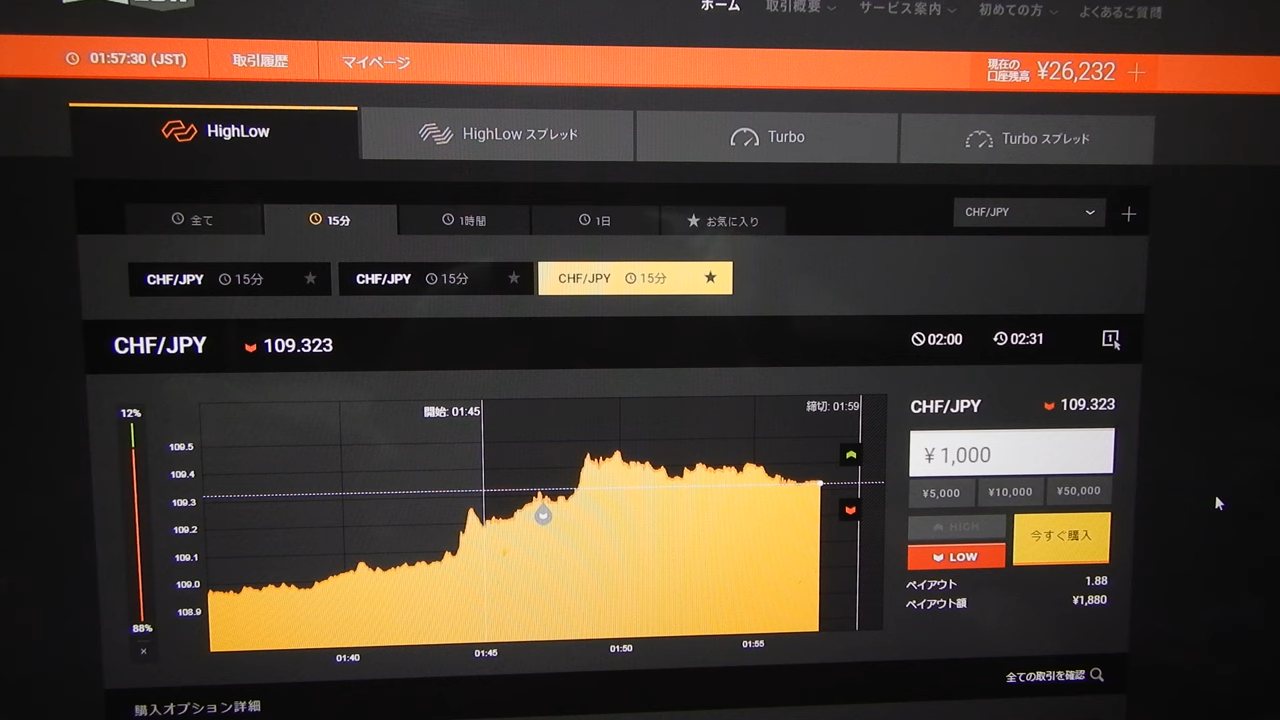 ホーム 取引概要 サービス案内 初めての方 よくあるご質問
01:57:30 (JST) 取引履歴 マイページ 現在の口座残高 ¥26,232
HighLow HighLow スプレッド Turbo Turbo スプレッド
全て 15分 1時間 1日 お気に入り CHF/JPY
CHF/JPY 15分 CHF/JPY 15分 CHF/JPY 15分
CHF/JPY 109.323 02:00 02:31 1
12% 開始: 01:45 締切: 01:59 CHF/JPY 109.323
109.5
¥ 1,000
109.4
109.3
¥5,000 ¥10,000 ¥50,000
109.2
HIGH 今すぐ購入
109.1
LOW
109.0
ペイアウト 1.88
108.9
ペイアウト額 ¥1,880
88%
01:40 01:45 01:50 01:55
全ての取引を確認
購入オプション詳細